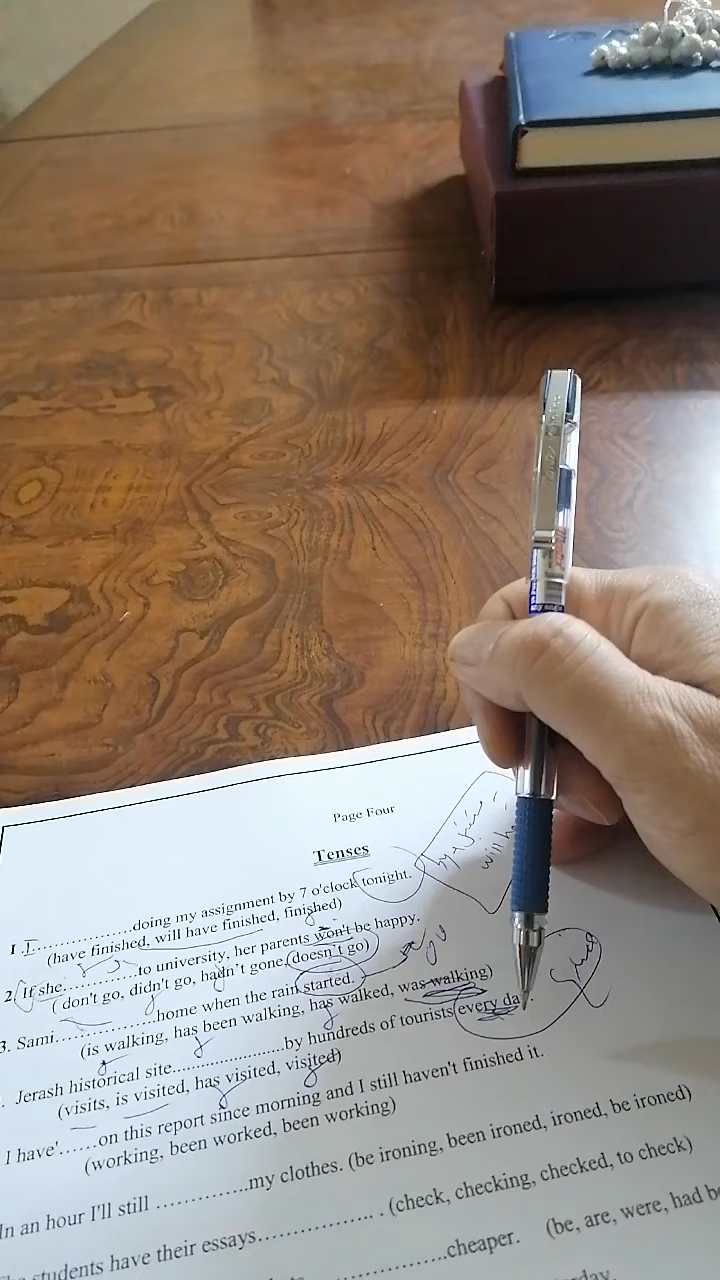 Page Four
Tenses
1 .I………………doing my assignment by 7 o'clock tonight.
(have finished, will have finished, finished)
2. If she……………to university, her parents won't be happy.
( don't go, didn't go, hadn't gone, doesn't go)
3. Sami……………home when the rain started.
(is walking, has been walking, has walked, was walking)
. Jerash historical site………………….by hundreds of tourists every da
(visits, is visited, has visited, visited)
I have'……on this report since morning and I still haven't finished it.
(working, been worked, been working)
In an hour I'll still …………..my clothes. (be ironing, been ironed, ironed, be ironed)
students have their essays……………. . (check, checking, checked, to check)
……………..cheaper. (be, are, were, had be